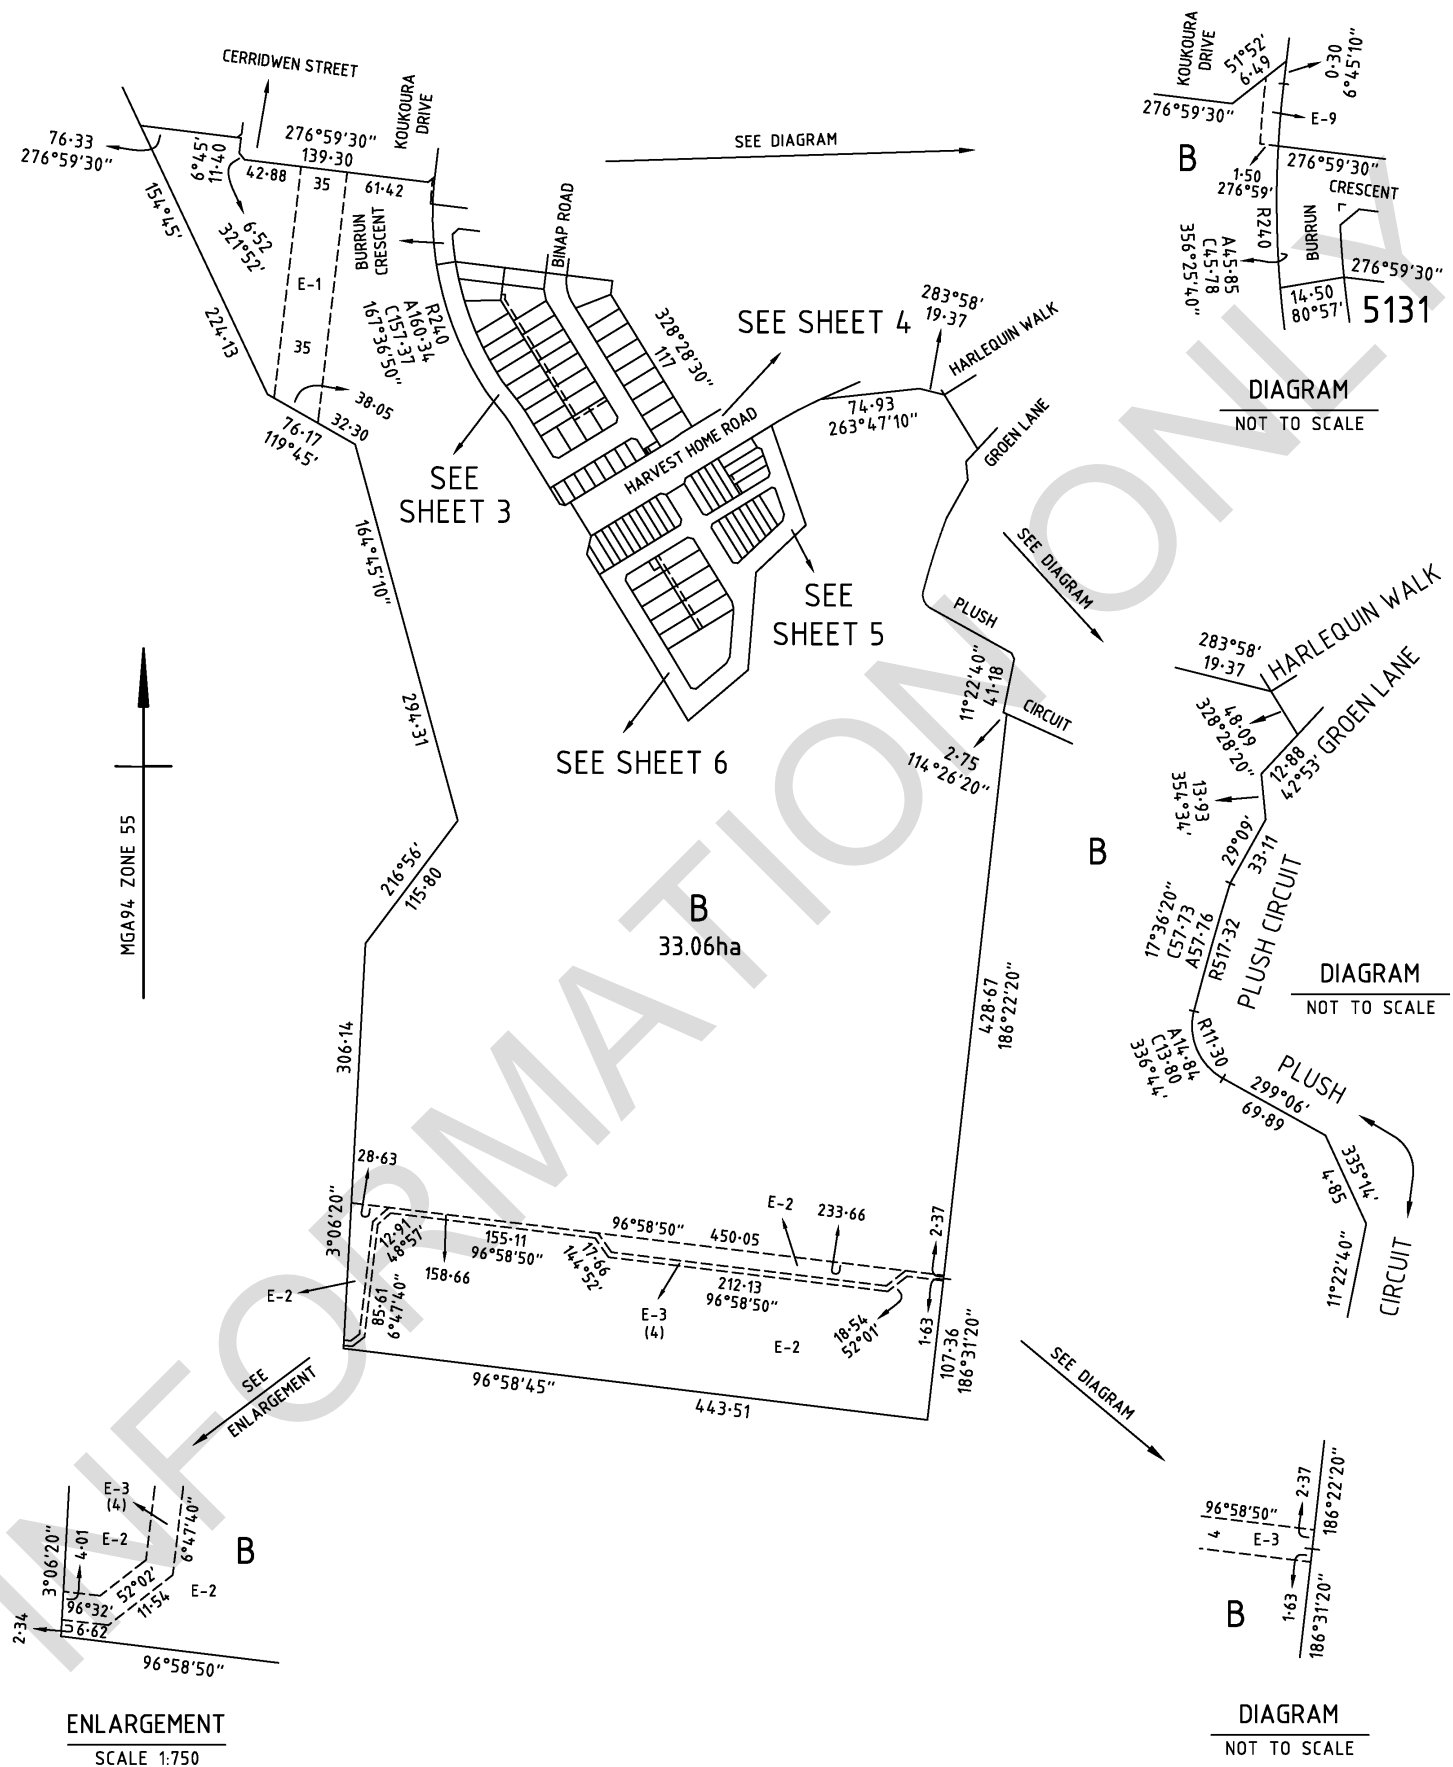 CERRIDWEN STREET
KOUKOURA
DRIVE
76·33
276°59'30"
6°45'
11·40
276°59'30"
139·30
42·88
35
61·42
6·52
321°52'
154°45'
224·13
E-1
35
BURRUN
CRESCENT
BINAP ROAD
R240
A160·34
C157·37
167°36'50"
38·05
76·17
119°45'
32·30
SEE DIAGRAM
328°28'30"
117
SEE SHEET 4
283°58'
19·37
HARLEQUIN WALK
74·93
263°47'10"
GROEN LANE
HARVEST HOME ROAD
SEE
SHEET 3
SEE
SHEET 5
SEE SHEET 6
SEE DIAGRAM
PLUSH
11°22'40"
41·18
CIRCUIT
2·75
114°26'20"
164°45'10"
294·31
MGA94 ZONE 55
216°56'
115·80
B
33.06ha
428·67
186°22'20"
306·14
28·63
3°06'20"
12·91
48°57'
155·11
96°58'50"
158·66
96°58'50"
450·05
E-2
233·66
2·37
17·66
144°52'
E-2
85·61
6°47'40"
212·13
96°58'50"
E-3
(4)
E-2
18·54
52°01'
1·63
107·36
186°31'20"
96°58'45"
443·51
SEE
ENLARGEMENT
SEE DIAGRAM
KOUKOURA
DRIVE
51°52'
6·49
0·30
6°45'10"
276°59'30"
E-9
B
1·50
276°59'
276°59'30"
CRESCENT
R240
BURRUN
A45·85
C45·78
356°25'40"
276°59'30"
14·50
80°57'
5131
DIAGRAM
NOT TO SCALE
283°58'
19·37
HARLEQUIN WALK
48·09
328°28'20"
GROEN LANE
12·88
42°53'
13·93
354°34'
B
29°09'
33·11
17°36'20"
C57·73
A57·76
R517·32
PLUSH CIRCUIT
DIAGRAM
NOT TO SCALE
R11·30
A14·84
C13·80
336°44'
PLUSH
299°06'
69·89
335°14'
4·85
11°22'40"
CIRCUIT
E-3
(4)
E-2
6°47'40"
B
3°06'20"
4·01
52°02'
11·54
E-2
96°32'
6·62
2·34
96°58'50"
ENLARGEMENT
SCALE 1:750
96°58'50"
2·37
186°22'20"
4
E-3
B
1·63
186°31'20"
DIAGRAM
NOT TO SCALE
INFORMATION ONLY